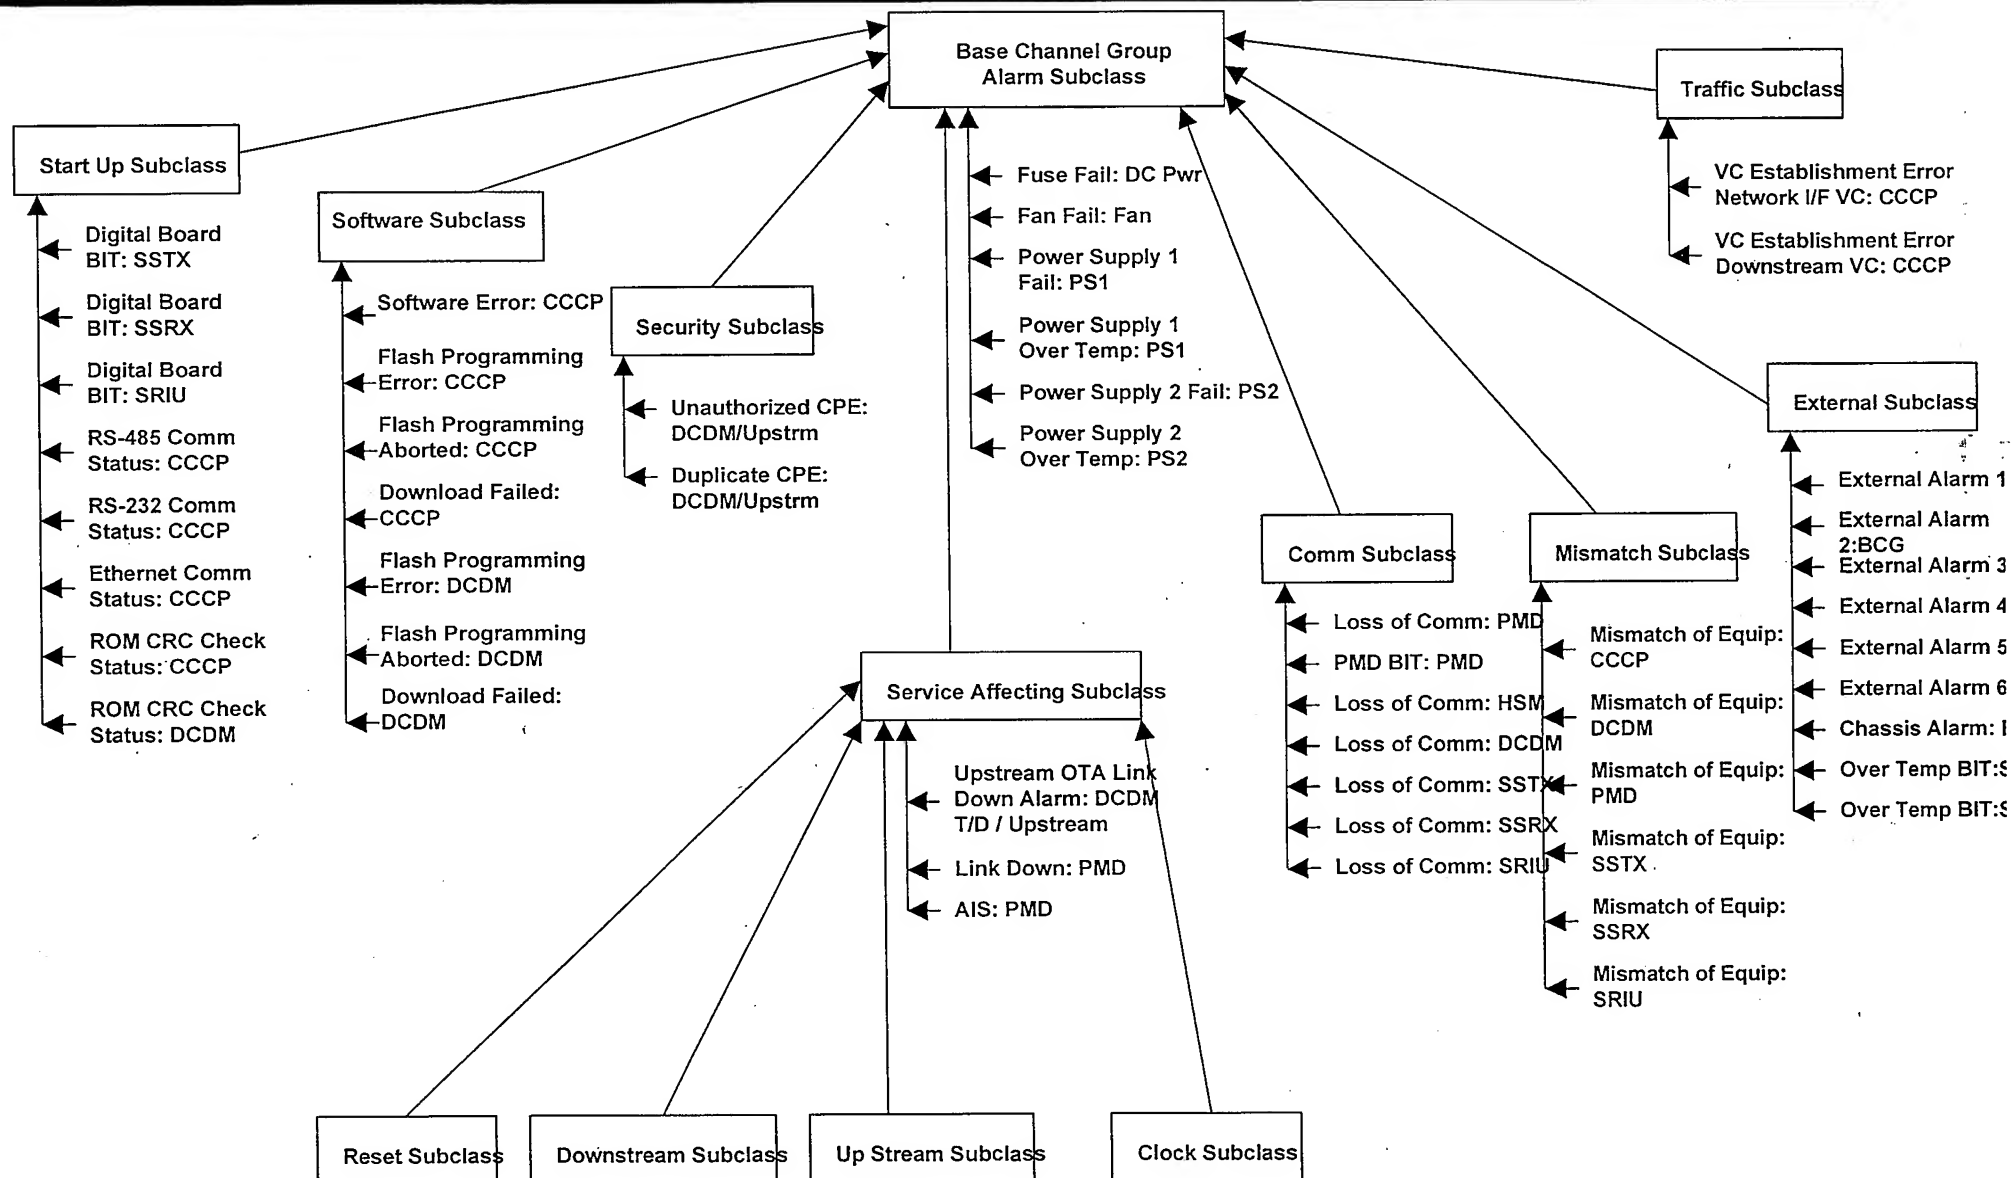 Base Channel Group
Alarm Subclass
Traffic Subclass
VC Establishment Error
Network I/F VC: CCCP
VC Establishment Error
Downstream VC: CCCP
Start Up Subclass
Digital Board
BIT: SSTX
Digital Board
BIT: SSRX
Digital Board
BIT: SRIU
RS-485 Comm
Status: CCCP
RS-232 Comm
Status: CCCP
Ethernet Comm
Status: CCCP
ROM CRC Check
Status: CCCP
ROM CRC Check
Status: DCDM
Software Subclass
Software Error: CCCP
Flash Programming
Error: CCCP
Flash Programming
Aborted: CCCP
Download Failed:
CCCP
Flash Programming
Error: DCDM
Flash Programming
Aborted: DCDM
Download Failed:
DCDM
Security Subclass
Unauthorized CPE:
DCDM/Upstrm
Duplicate CPE:
DCDM/Upstrm
Fuse Fail: DC Pwr
Fan Fail: Fan
Power Supply 1
Fail: PS1
Power Supply 1
Over Temp: PS1
Power Supply 2 Fail: PS2
Power Supply 2
Over Temp: PS2
Service Affecting Subclass
Upstream OTA Link
Down Alarm: DCDM
T/D / Upstream
Link Down: PMD
AIS: PMD
Comm Subclass
Loss of Comm: PMD
PMD BIT: PMD
Loss of Comm: HSM
Loss of Comm: DCDM
Loss of Comm: SSTX
Loss of Comm: SSRX
Loss of Comm: SRIU
Mismatch Subclass
Mismatch of Equip:
CCCP
Mismatch of Equip:
DCDM
Mismatch of Equip:
PMD
Mismatch of Equip:
SSTX
Mismatch of Equip:
SSRX
Mismatch of Equip:
SRIU
External Subclass
External Alarm 1
External Alarm
2:BCG
External Alarm 3
External Alarm 4
External Alarm 5
External Alarm 6
Chassis Alarm:
Over Temp BIT:
Over Temp BIT:
Reset Subclass
Downstream Subclass
Up Stream Subclass
Clock Subclass